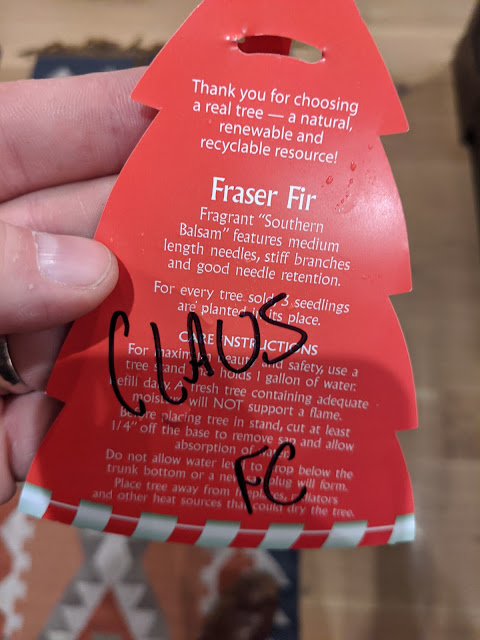 Thank you for choosing
a real tree — a natural,
renewable and
recyclable resource!
Fraser Fir
Fragrant "Southern
Balsam" features medium
length needles, stiff branches
and good needle retention.
For every tree sold 3 seedlings
are planted in its place.
CARE INSTRUCTIONS
For maximum beauty and safety, use a
tree stand holds 1 gallon of water.
Refill daily. A fresh tree containing adequate
moisture will NOT support a flame.
CLAUS
Before placing tree in stand, cut at least
1/4" off the base to remove sap and allow
absorption of
Do not allow water level to drop below the
trunk bottom or a new plug will form.
FC
Place tree away from fireplaces, radiators
and other heat sources that could dry the tree.